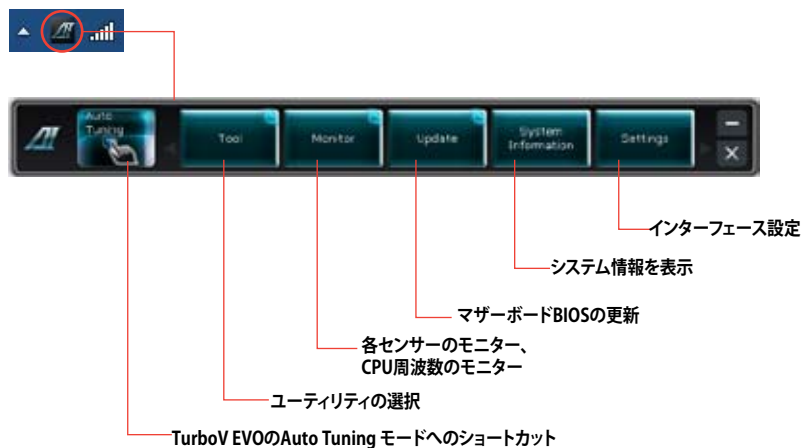 Auto
Tuning
Tool
Monitor
Update
System
Information
Settings
インターフェース設定
システム情報を表示
マザーボードBIOSの更新
各センサーのモニター、
CPU周波数のモニター
ユーティリティの選択
TurboV EVOのAuto Tuning モードへのショートカット